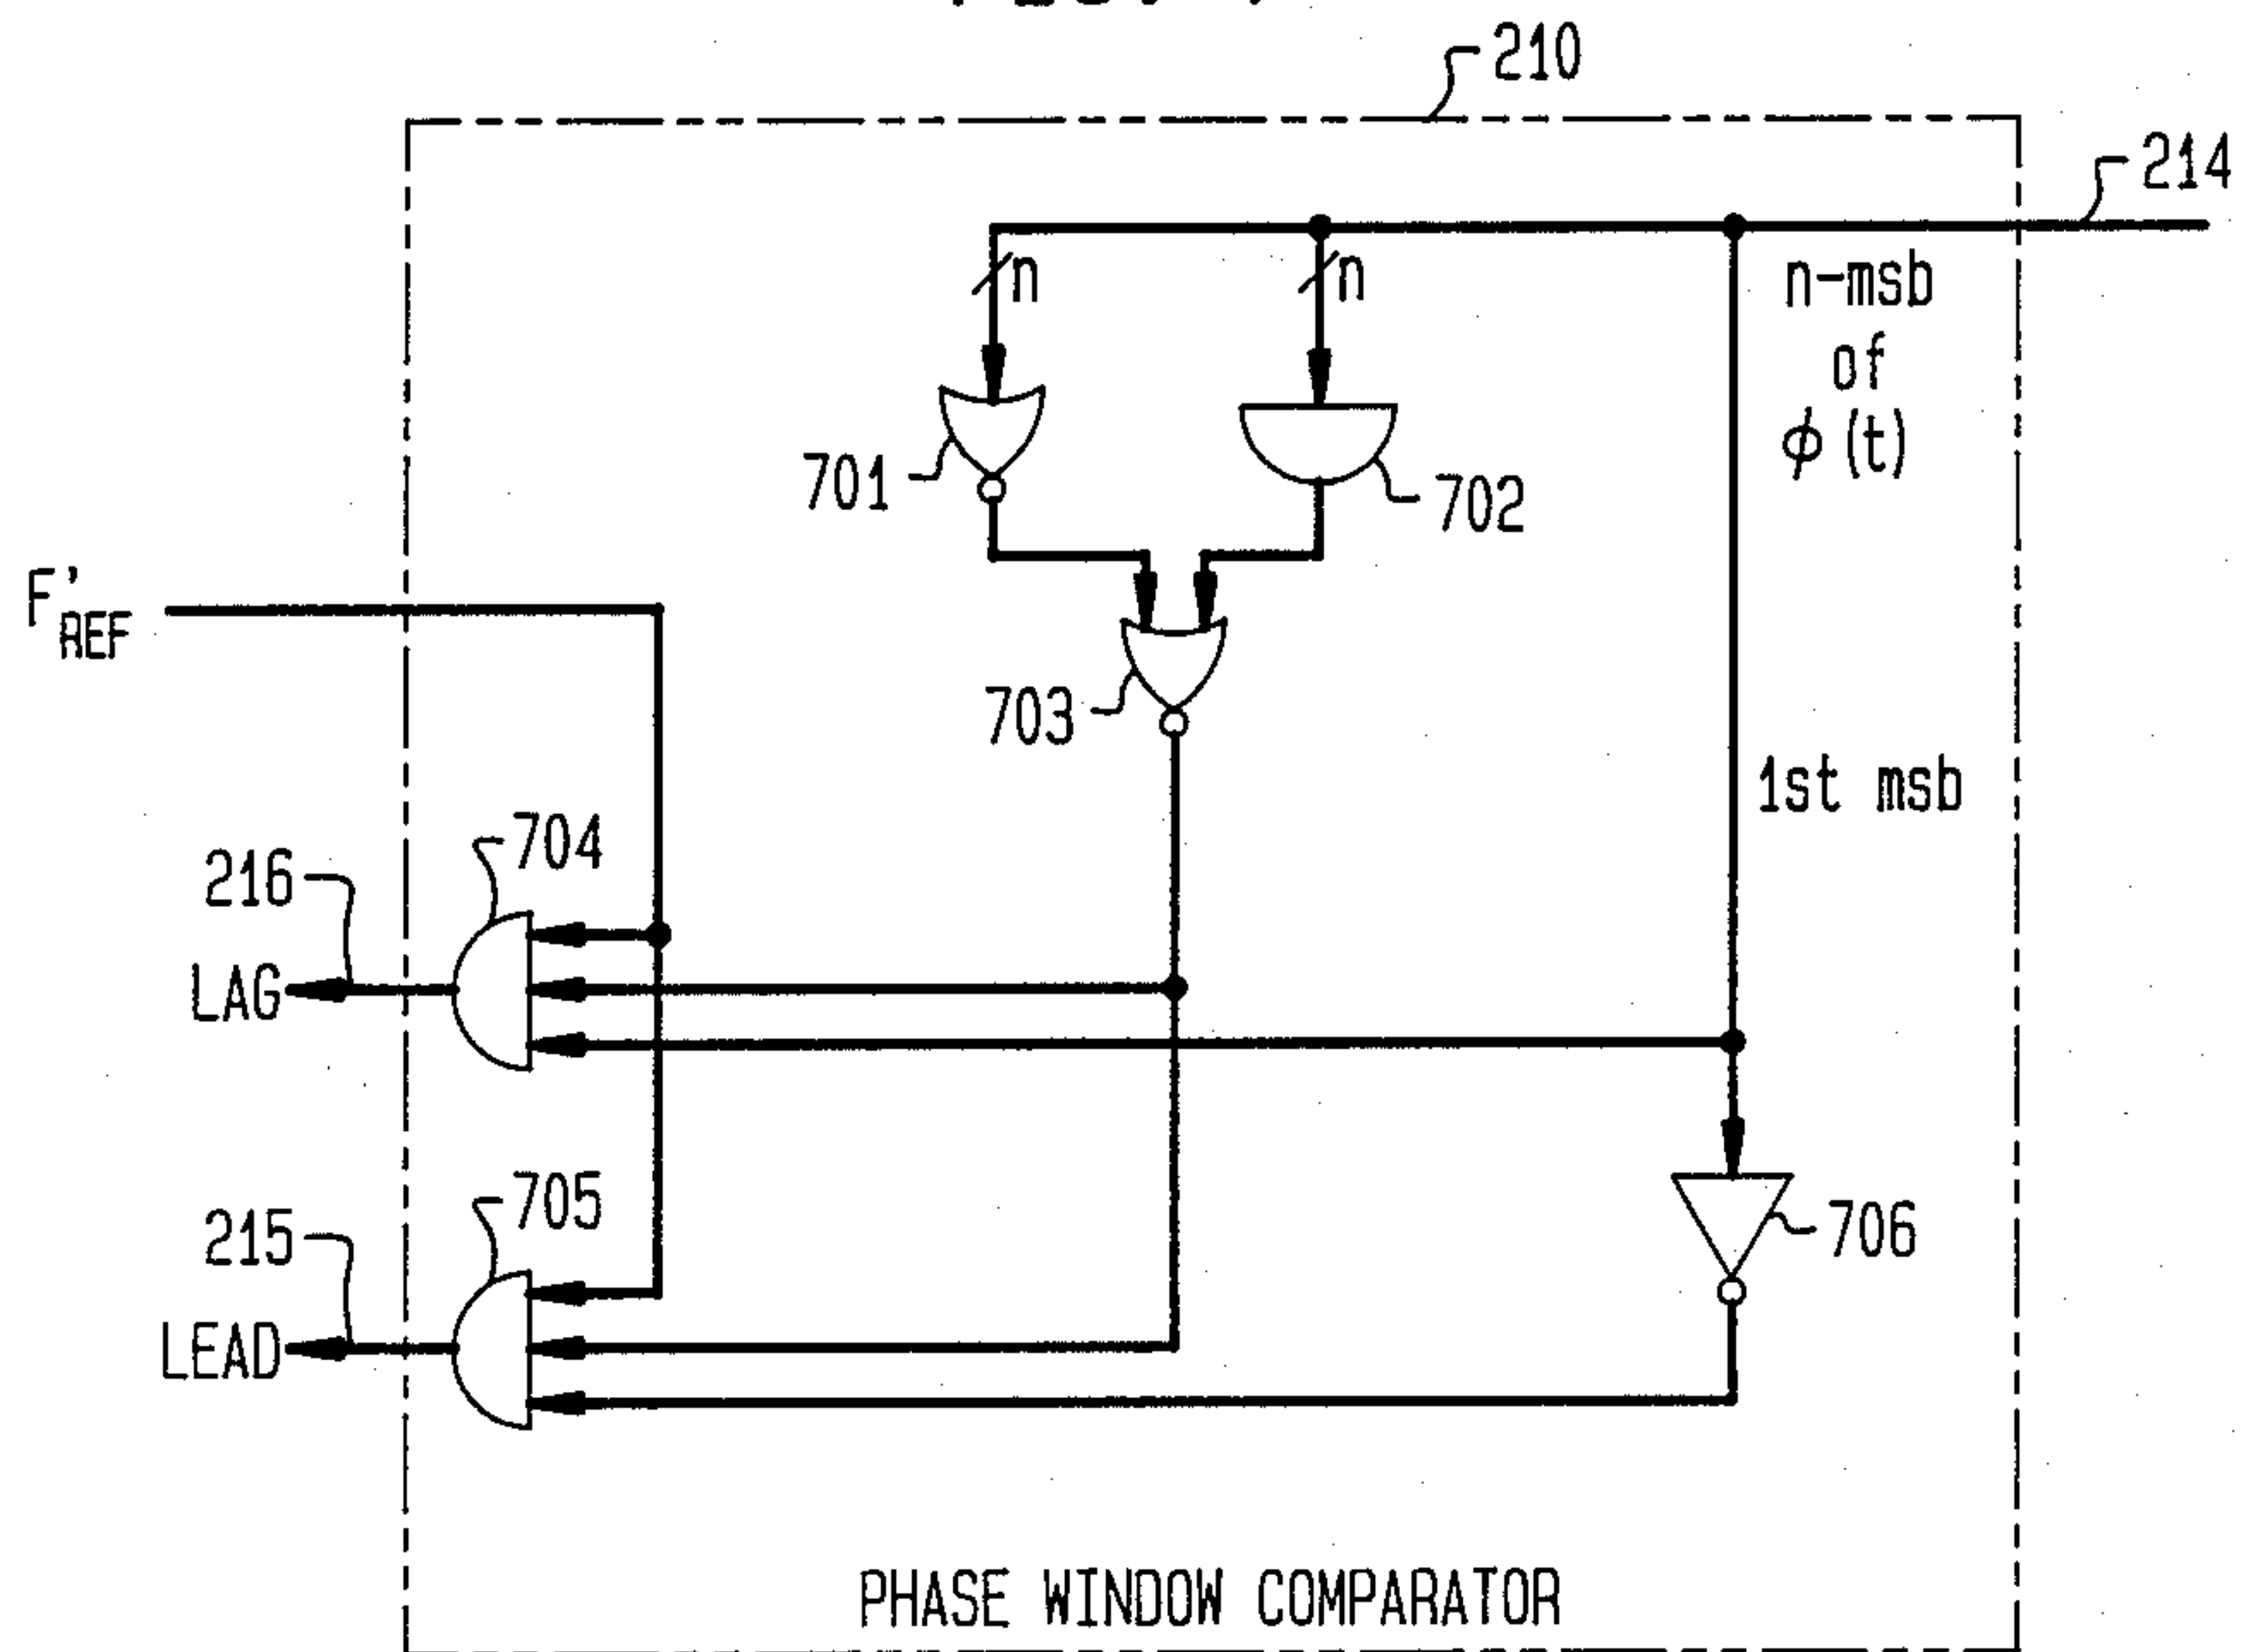 210
214
n
n
n-msb
of
φ (t)
701
702
F'REF
703
1st msb
704
216
LAG
705
215
706
LEAD
PHASE WINDOW COMPARATOR